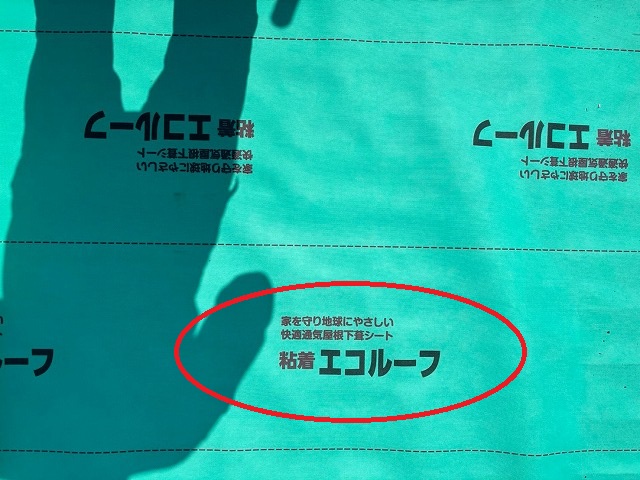 粘着 エコルーフ
快適通気屋根下葺シート
家を守り地球にやさしい
粘着 エコルーフ
快適通気屋根下葺シート
家を守り地球にやさしい
い
ト
ーフ
家を守り地球にやさしい
快適通気屋根下葺シート
粘着 エコルーフ